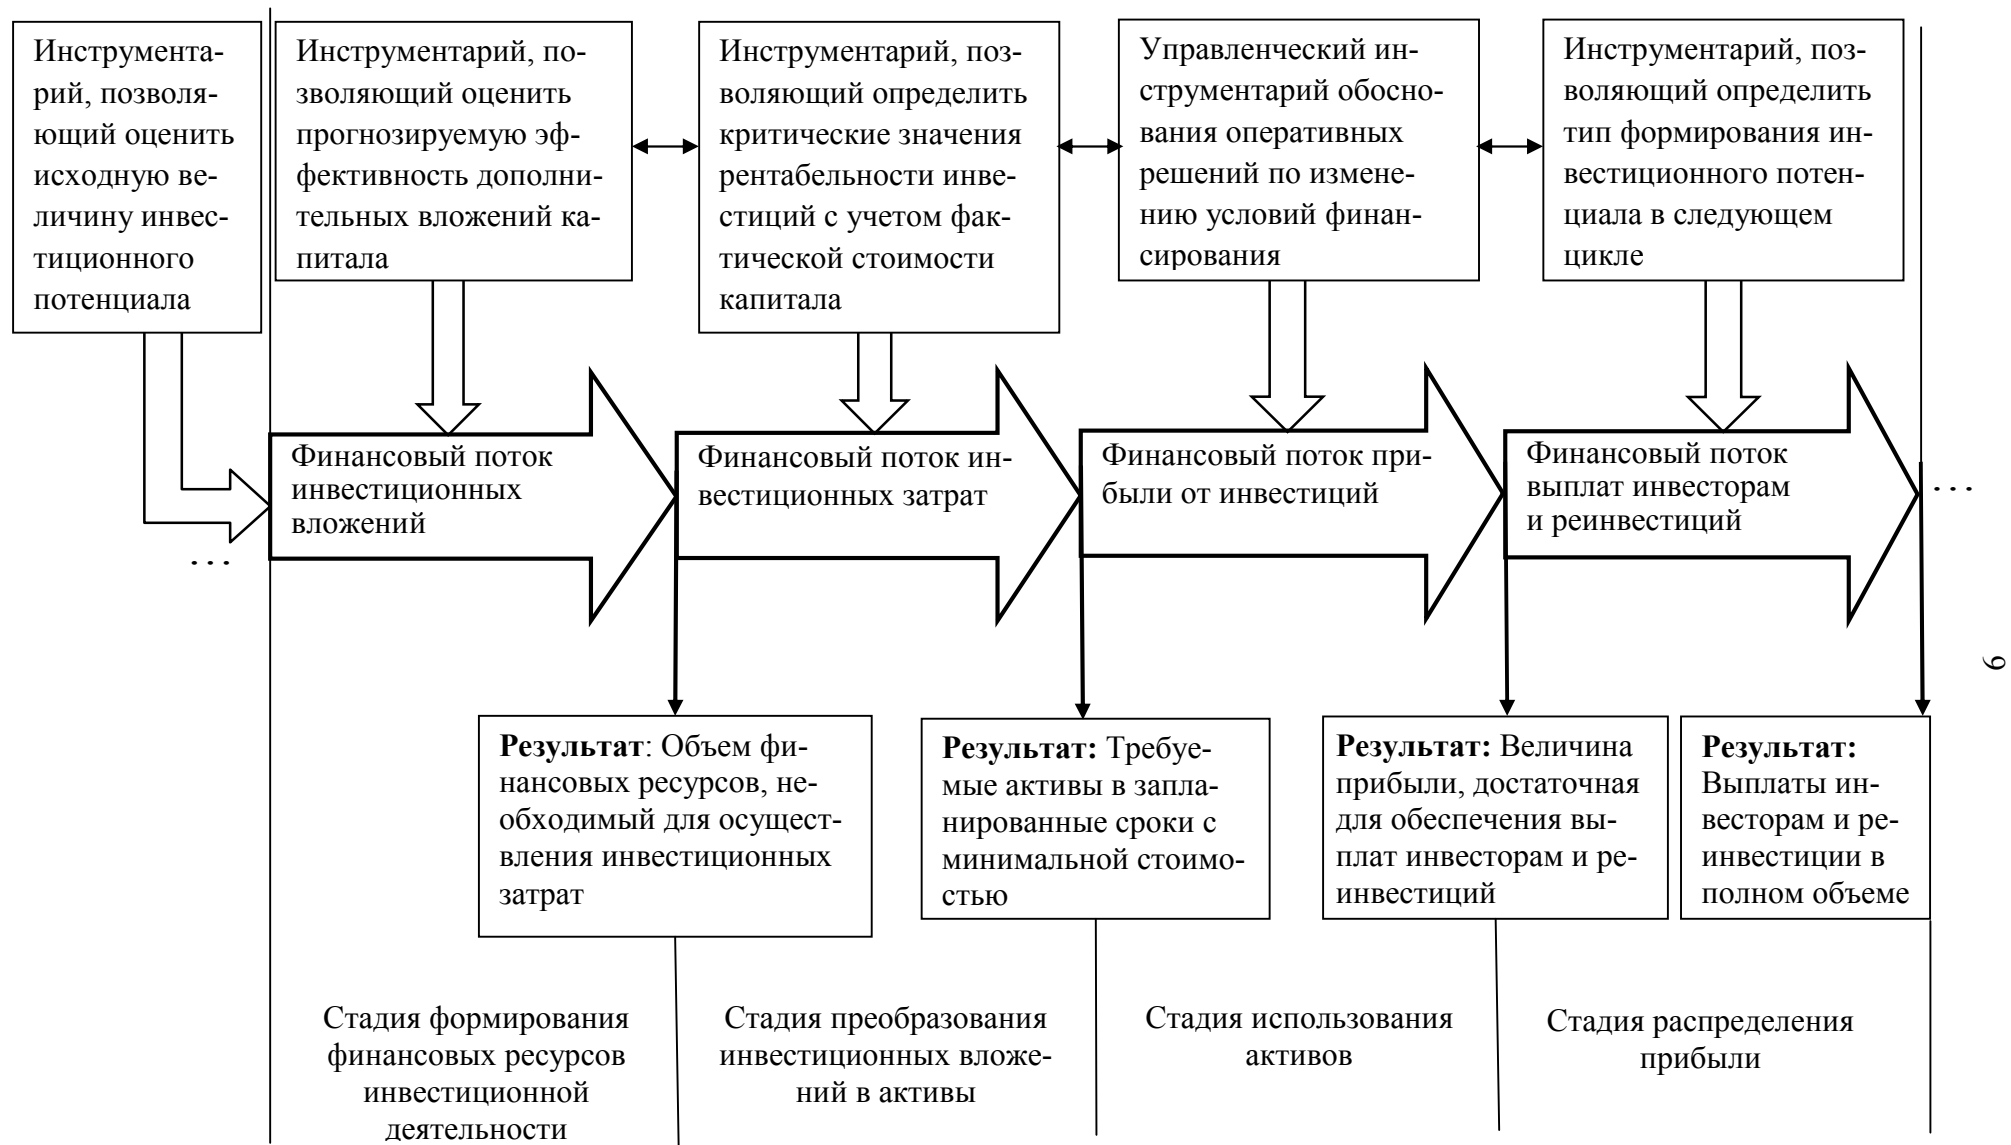 Инструмента-
рий, позволя-
ющий оценить
исходную ве-
личину инвес-
тиционного
потенциала
Инструментарий, по-
зволяющий оценить
прогнозируемую эф-
фективность дополни-
тельных вложений ка-
питала
Инструментарий, поз-
воляющий определить
критические значения
рентабельности инве-
стиций с учетом фак-
тической стоимости
капитала
Управленческий ин-
струментарий обосно-
вания оперативных
решений по измене-
нию условий финан-
сирования
Инструментарий, поз-
воляющий определить
тип формирования ин-
вестиционного потен-
циала в следующем
цикле
Финансовый поток
инвестиционных
вложений
Финансовый поток ин-
вестиционных затрат
Финансовый поток при-
были от инвестиций
Финансовый поток
выплат инвесторам
и реинвестиций
...
...
9
Результат: Объем фи-
нансовых ресурсов, не-
обходимый для осущест-
вления инвестиционных
затрат
Результат: Требуе-
мые активы в запла-
нированные сроки с
минимальной стоимо-
стью
Результат: Величина
прибыли, достаточная
для обеспечения вы-
плат инвесторам и ре-
инвестиций
Результат:
Выплаты ин-
весторам и ре-
инвестиции в
полном объеме
Стадия формирования
финансовых ресурсов
инвестиционной
деятельности
Стадия преобразования
инвестиционных вложе-
ний в активы
Стадия использования
активов
Стадия распределения
прибыли